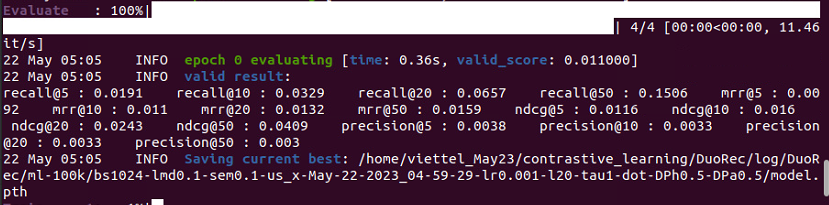 Evaluate   : 100%|
| 4/4 [00:00<00:00, 11.46
it/s]
22 May 05:05    INFO  epoch 0 evaluating [time: 0.36s, valid_score: 0.011000]
22 May 05:05    INFO  valid result:
recall@5 : 0.0191    recall@10 : 0.0329    recall@20 : 0.0657    recall@50 : 0.1506    mrr@5 : 0.00
92    mrr@10 : 0.011    mrr@20 : 0.0132    mrr@50 : 0.0159    ndcg@5 : 0.0116    ndcg@10 : 0.016
ndcg@20 : 0.0243    ndcg@50 : 0.0409    precision@5 : 0.0038    precision@10 : 0.0033    precision
@20 : 0.0033    precision@50 : 0.003
22 May 05:05    INFO  Saving current best: /home/viettel_May23/contrastive_learning/DuoRec/log/DuoR
ec/ml-100k/bs1024-lmd0.1-sem0.1-us_x-May-22-2023_04-59-29-lr0.001-l20-tau1-dot-DPh0.5-DPa0.5/model.
pth